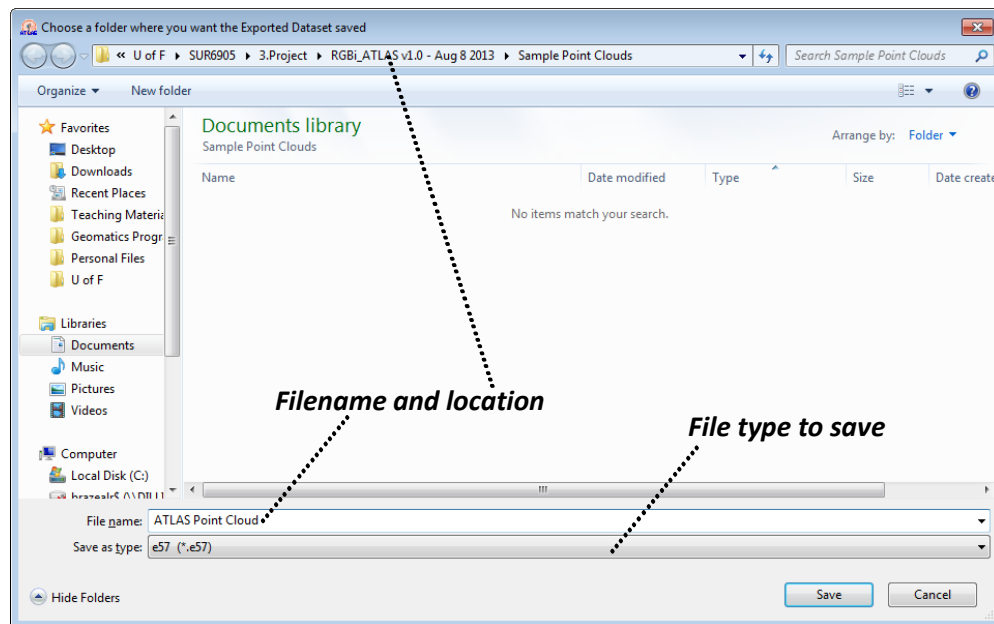 Choose a folder where you want the Exported Dataset saved
« U of F ▸ SUR6905 ▸ 3.Project ▸ RGBi_ATLAS v1.0 - Aug 8 2013 ▸ Sample Point Clouds
Search Sample Point Clouds
Organize New folder
Favorites
Desktop
Downloads
Recent Places
Teaching Materia
Geomatics Progr
Personal Files
U of F
Libraries
Documents
Music
Pictures
Videos
Computer
Local Disk (C:)
Documents library
Sample Point Clouds
Arrange by: Folder
Name Date modified Type Size Date create
No items match your search.
Filename and location
File type to save
File name: ATLAS Point Cloud
Save as type: e57 (*.e57)
Hide Folders
Save Cancel